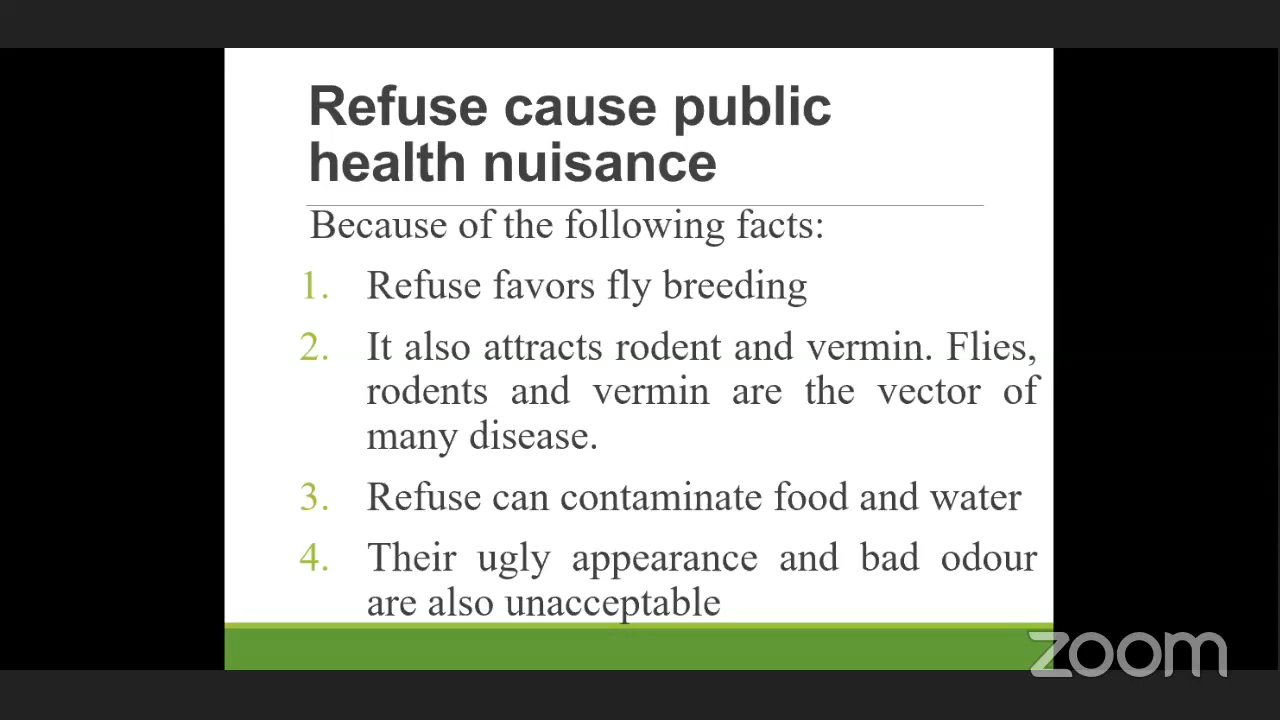 Refuse cause public
health nuisance
Because of the following facts:
1. Refuse favors fly breeding
2. It also attracts rodent and vermin. Flies,
rodents and vermin are the vector of
many disease.
3. Refuse can contaminate food and water
4. Their ugly appearance and bad odour
are also unacceptable
zoom